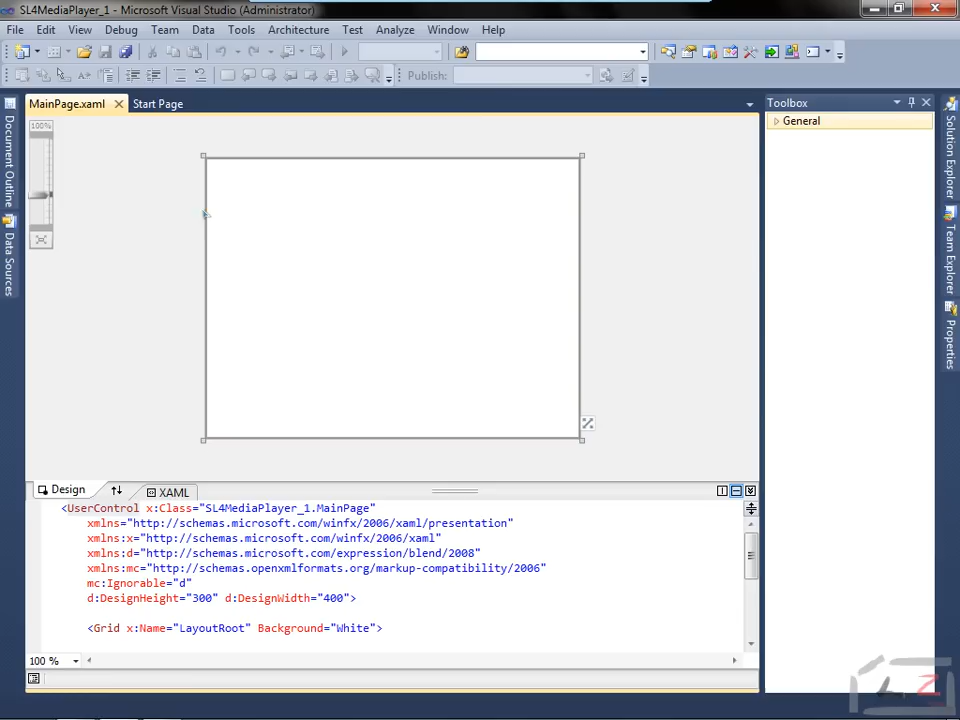 SL4MediaPlayer_1 - Microsoft Visual Studio (Administrator)
File Edit View Debug Team Data Tools Architecture Test Analyze Window Help
Publish:
MainPage.xaml Start Page
Toolbox
General
100%
Document Outline
Data Sources
Solution Explorer
Team Explorer
Properties
Design XAML
<UserControl x:Class="SL4MediaPlayer_1.MainPage"
xmlns="http://schemas.microsoft.com/winfx/2006/xaml/presentation"
xmlns:x="http://schemas.microsoft.com/winfx/2006/xaml"
xmlns:d="http://schemas.microsoft.com/expression/blend/2008"
xmlns:mc="http://schemas.openxmlformats.org/markup-compatibility/2006"
mc:Ignorable="d"
d:DesignHeight="300" d:DesignWidth="400">
<Grid x:Name="LayoutRoot" Background="White">
100 %